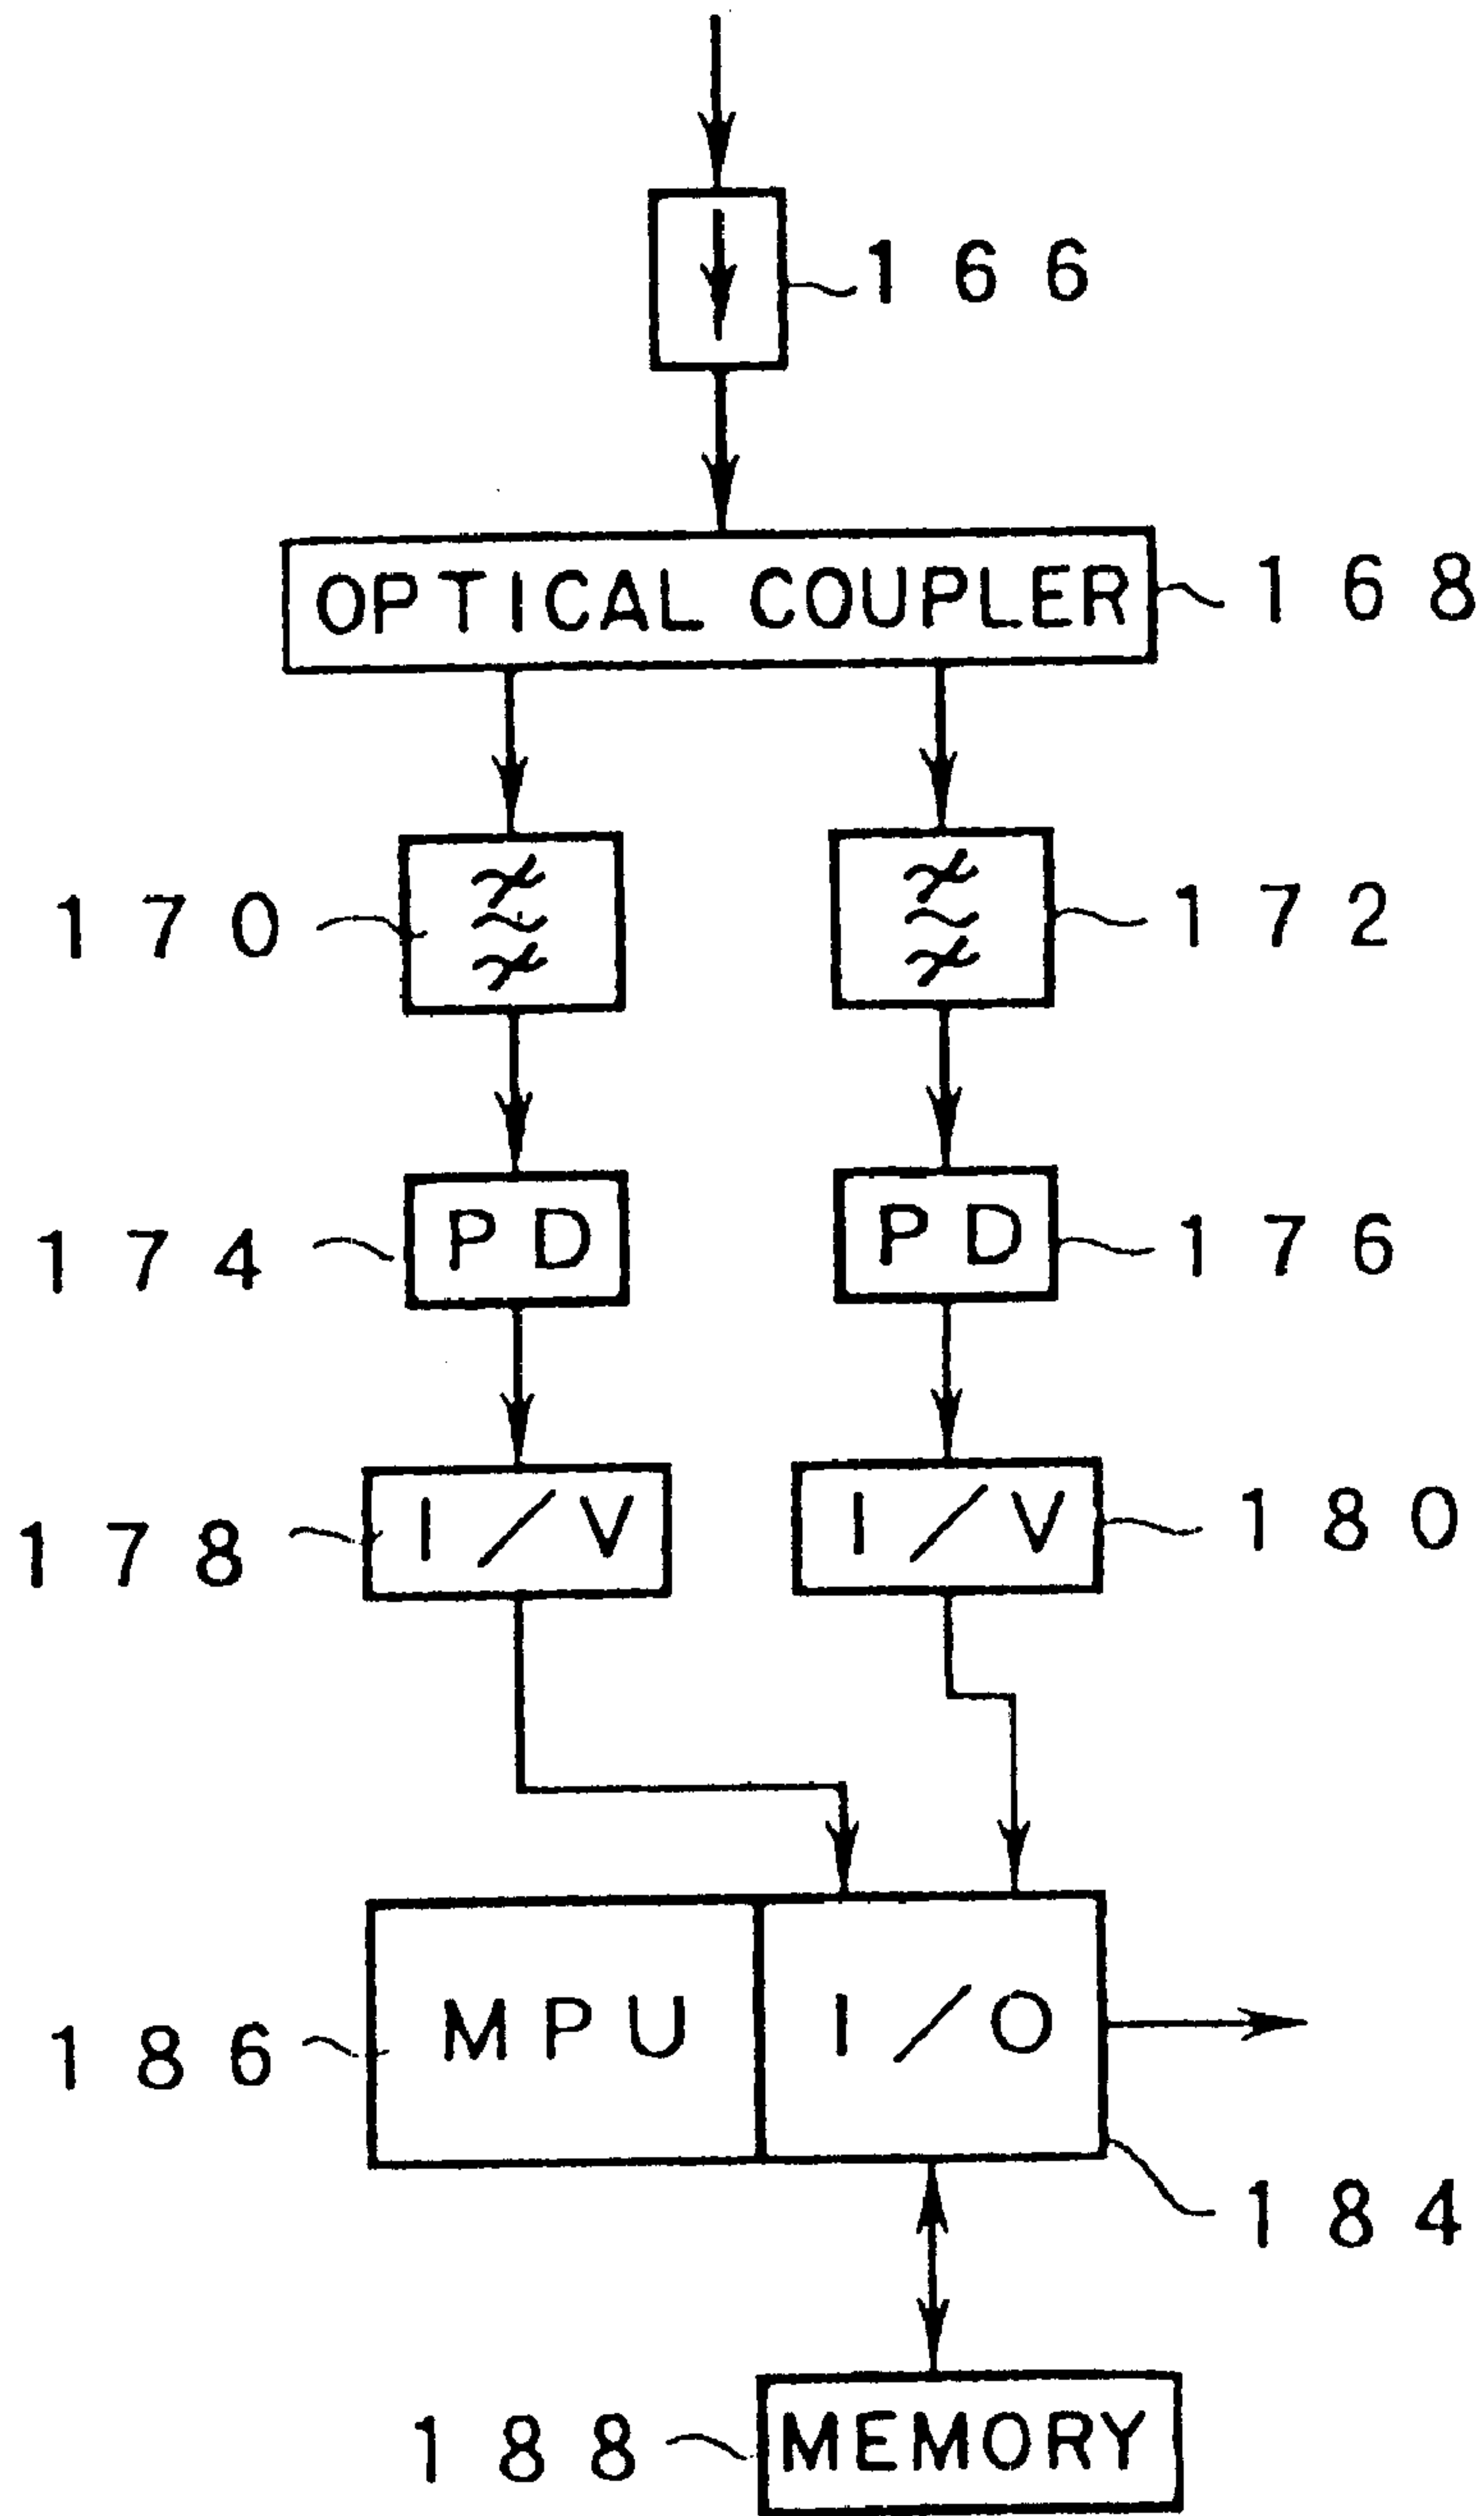 166
OPTICAL COUPLER 168
170 172
174 PD PD 176
178 I/V I/V 180
186 MPU I/O
184
188 MEMORY